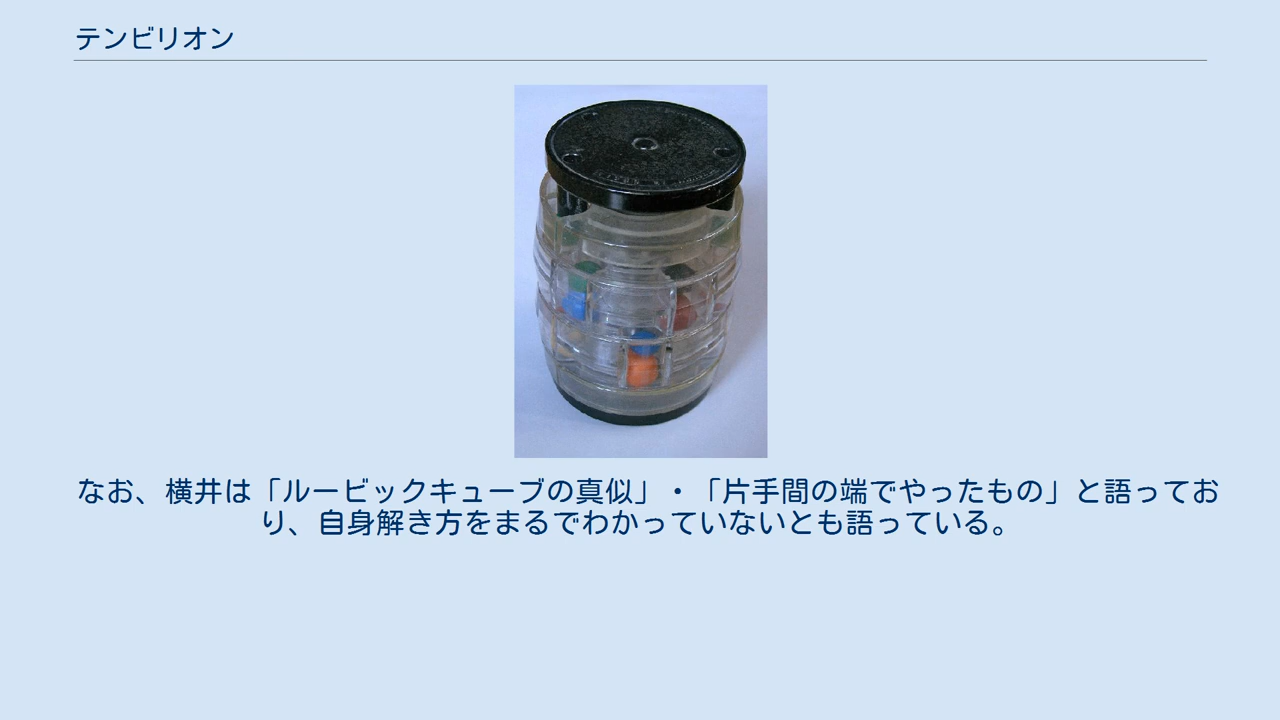 テンビリオン
なお、横井は「ルービックキューブの真似」・「片手間の端でやったもの」と語ってお
り、自身解き方をまるでわかっていないとも語っている。